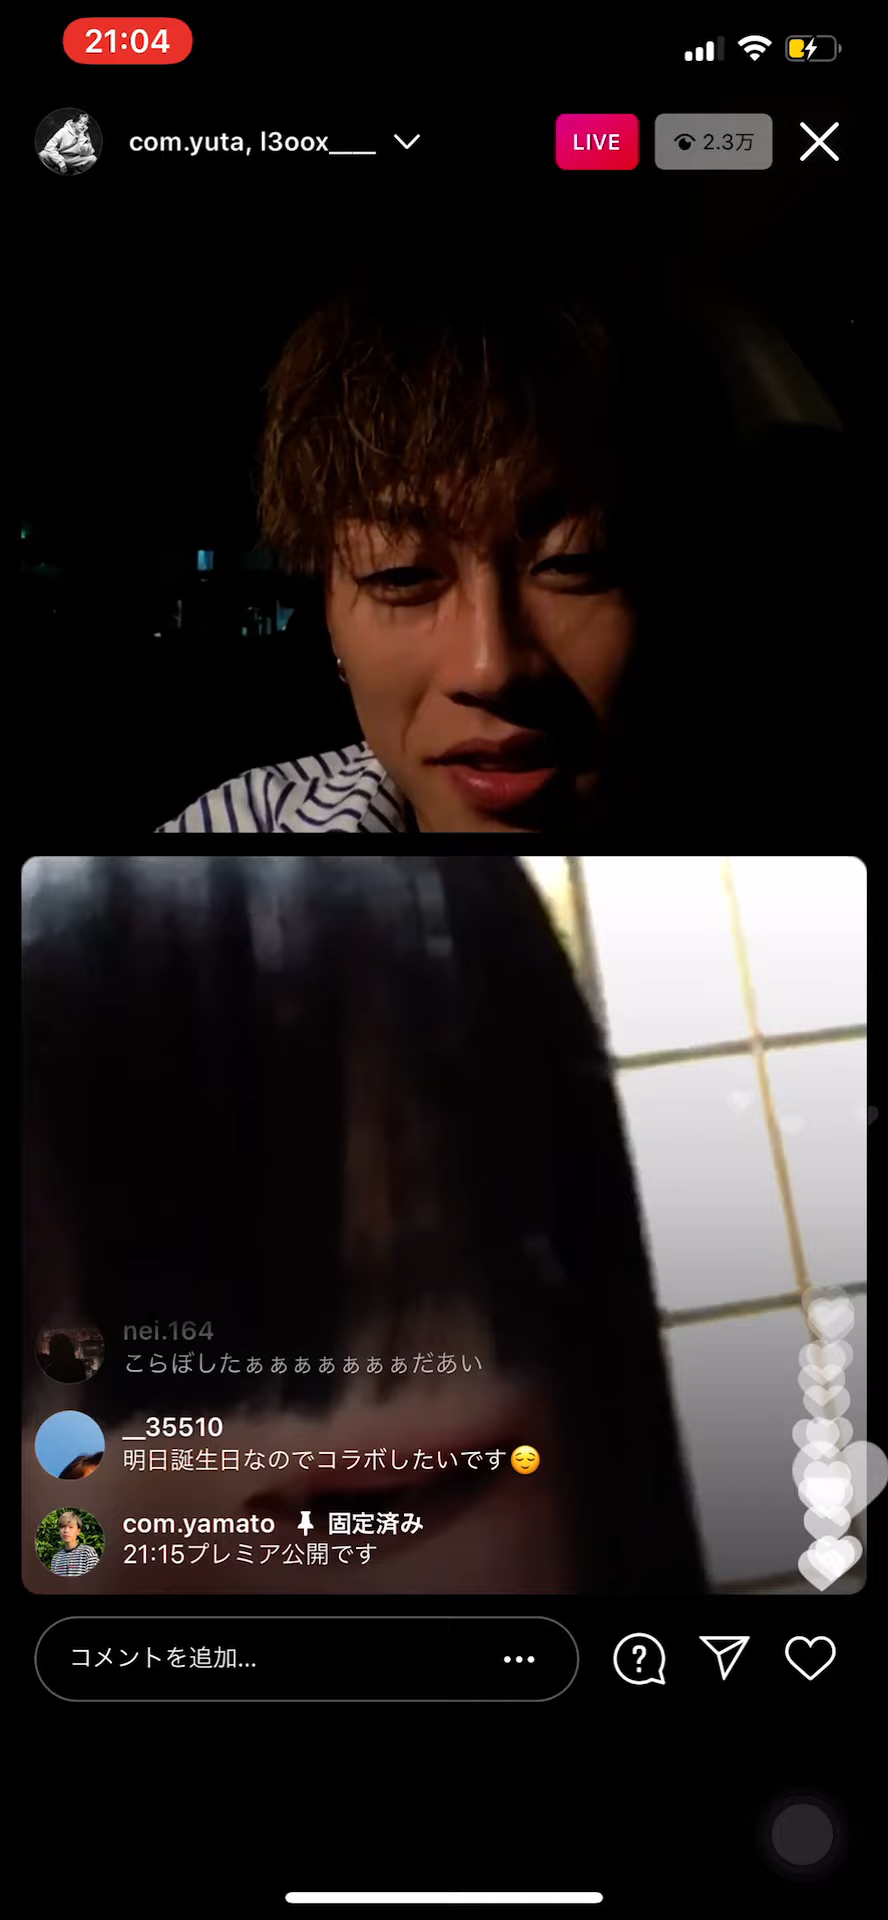 21:04
com.yuta, l3oox___
LIVE
2.3万
nei.164
こらぼしたぁぁぁぁぁぁぁだあい
__35510
明日誕生日なのでコラボしたいです😌
com.yamato 固定済み
21:15プレミア公開です
コメントを追加...